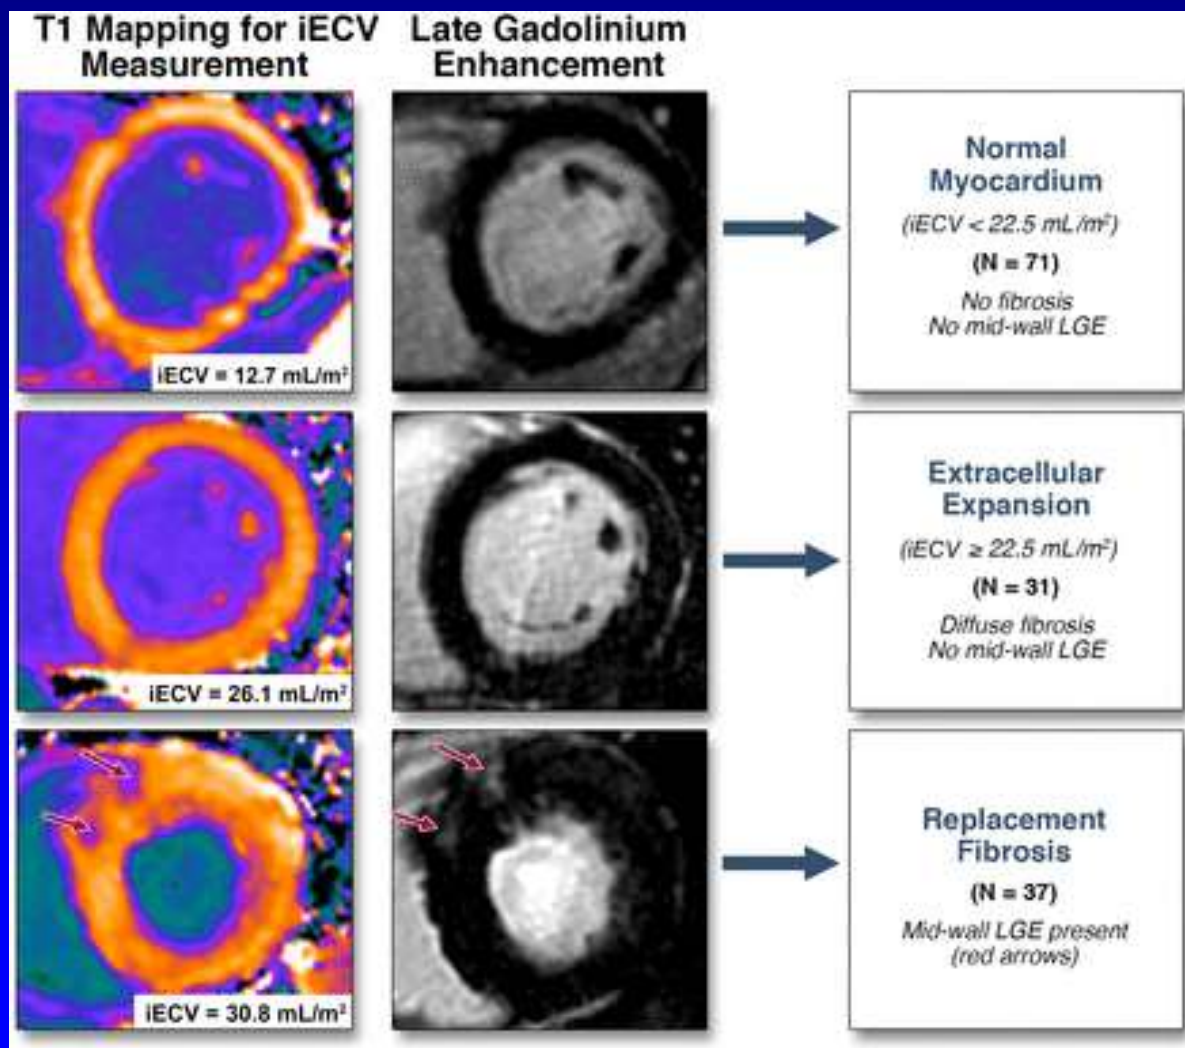 T1 Mapping for iECV
Measurement
Late Gadolinium
Enhancement
iECV = 12.7 mL/m²
Normal
Myocardium
(iECV < 22.5 mL/m²)
(N = 71)
No fibrosis
No mid-wall LGE
iECV = 26.1 mL/m²
Extracellular
Expansion
(iECV ≥ 22.5 mL/m²)
(N = 31)
Diffuse fibrosis
No mid-wall LGE
iECV = 30.8 mL/m²
Replacement
Fibrosis
(N = 37)
Mid-wall LGE present
(red arrows)